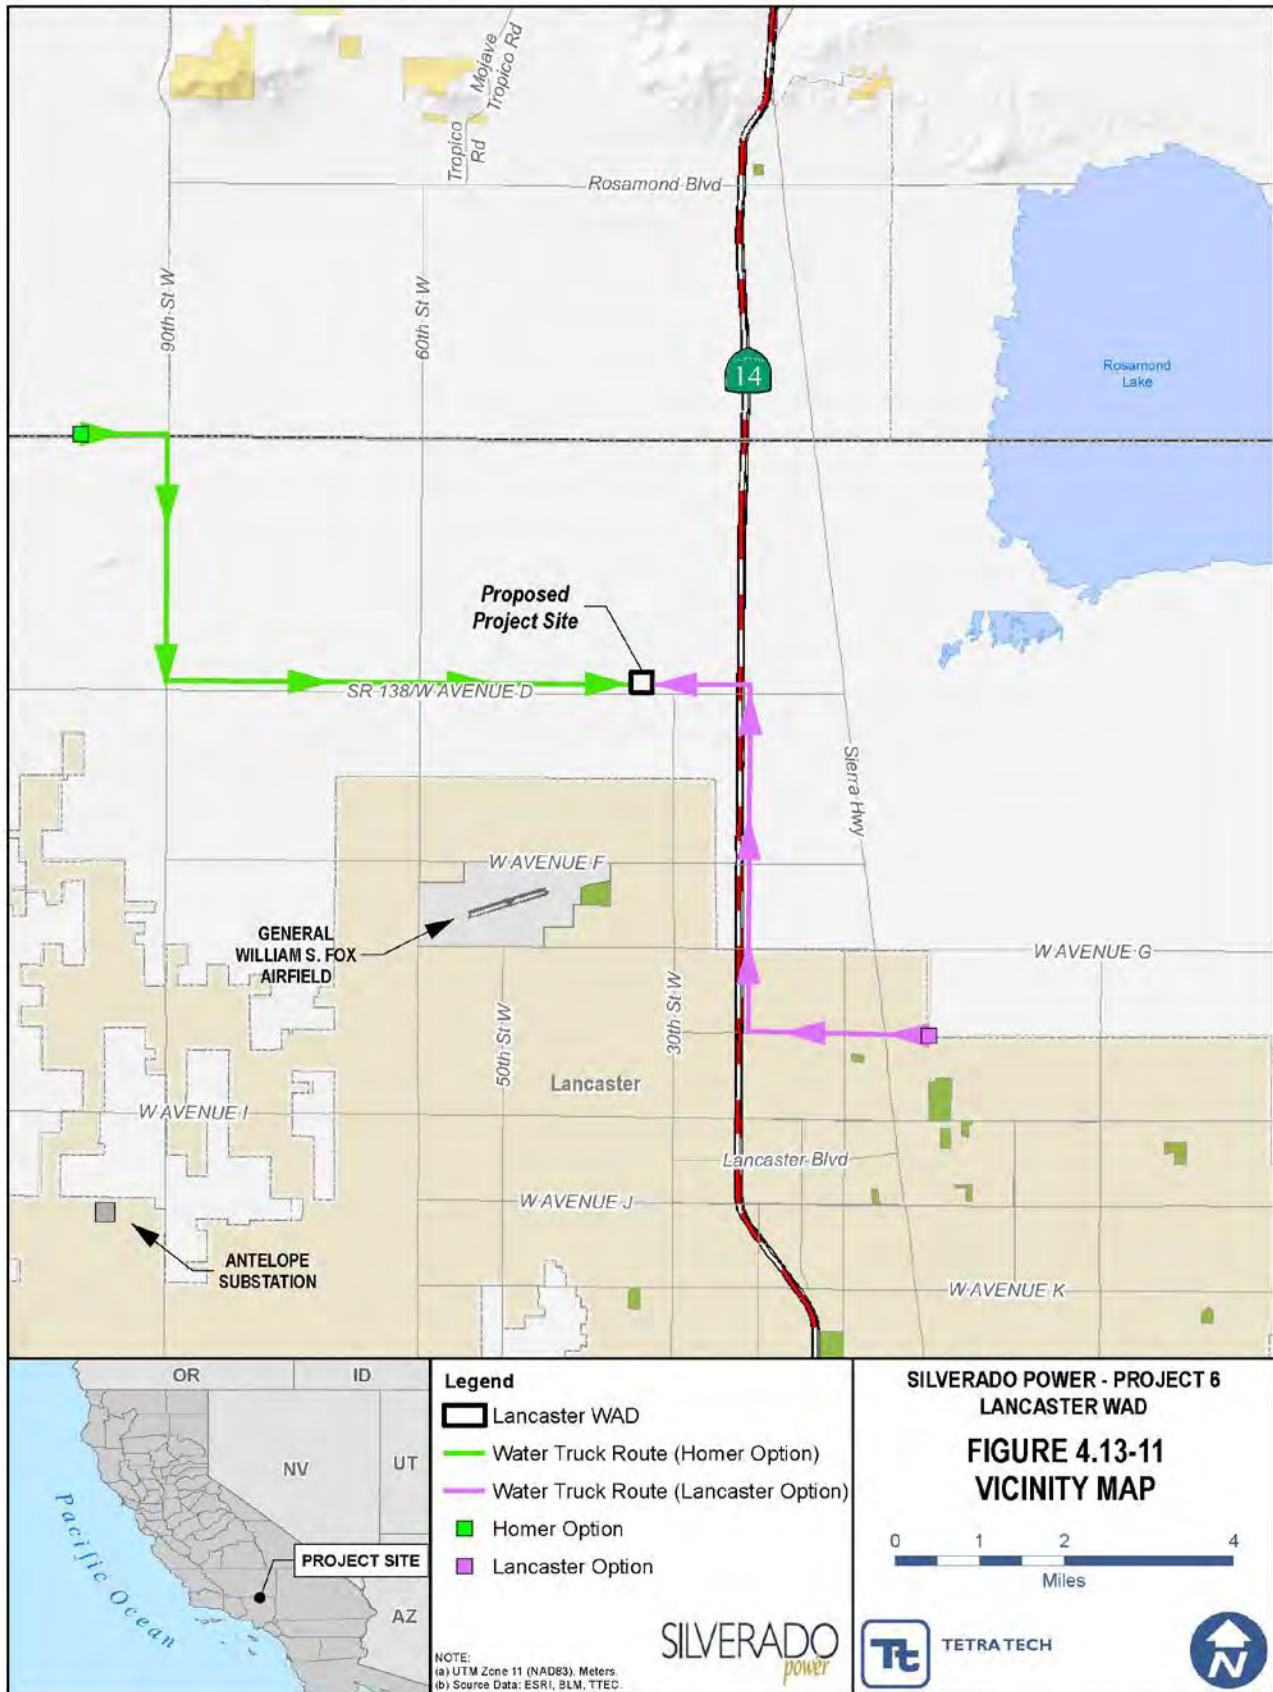 Mojave
Tropico Rd
Tropico
Rd
Rosamond Blvd
90th St W
60th St W
14
Rosamond
Lake
Proposed
Project Site
SR 138/W AVENUE D
Sierra Hwy
W AVENUE F
GENERAL
WILLIAM S. FOX
AIRFIELD
W AVENUE G
30th St W
50th St W
Lancaster
W AVENUE I
Lancaster Blvd
W AVENUE J
ANTELOPE
SUBSTATION
W AVENUE K
OR
ID
NV
UT
AZ
Pacific Ocean
PROJECT SITE
Legend
Lancaster WAD
Water Truck Route (Homer Option)
Water Truck Route (Lancaster Option)
Homer Option
Lancaster Option
NOTE:
(a) UTM Zone 11 (NAD83), Meters.
(b) Source Data: ESRI, BLM, TTEC.
SILVERADO
power
SILVERADO POWER - PROJECT 6
LANCASTER WAD
FIGURE 4.13-11
VICINITY MAP
0 1 2 4
Miles
Tt
TETRA TECH
N